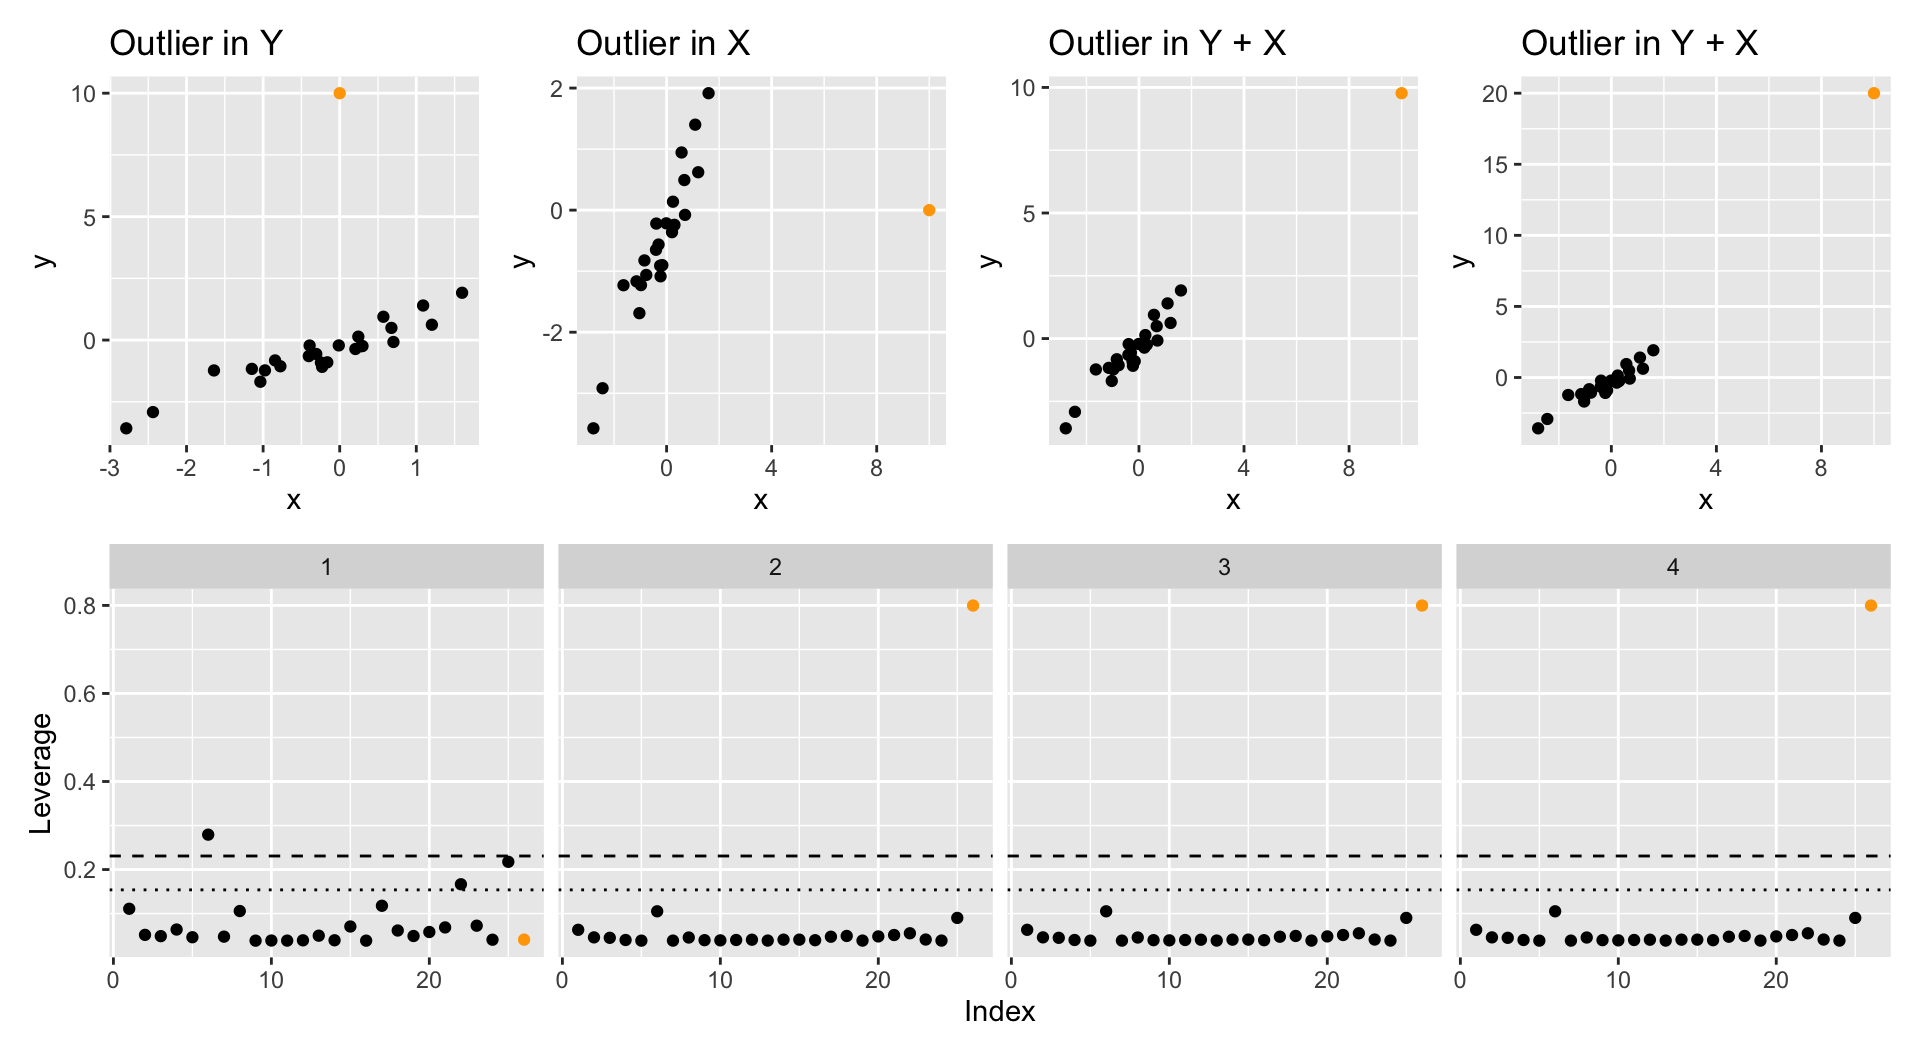 Outlier in Y
Outlier in X
Outlier in Y + X
Outlier in Y + X
10
5
0
y
-3 -2 -1 0 1
x
2
0
-2
y
0 4 8
x
10
5
0
y
0 4 8
x
20
15
10
5
0
y
0 4 8
x
1 2 3 4
0.8
0.6
0.4
0.2
Leverage
0 10 20 0 10 20 0 10 20 0 10 20
Index